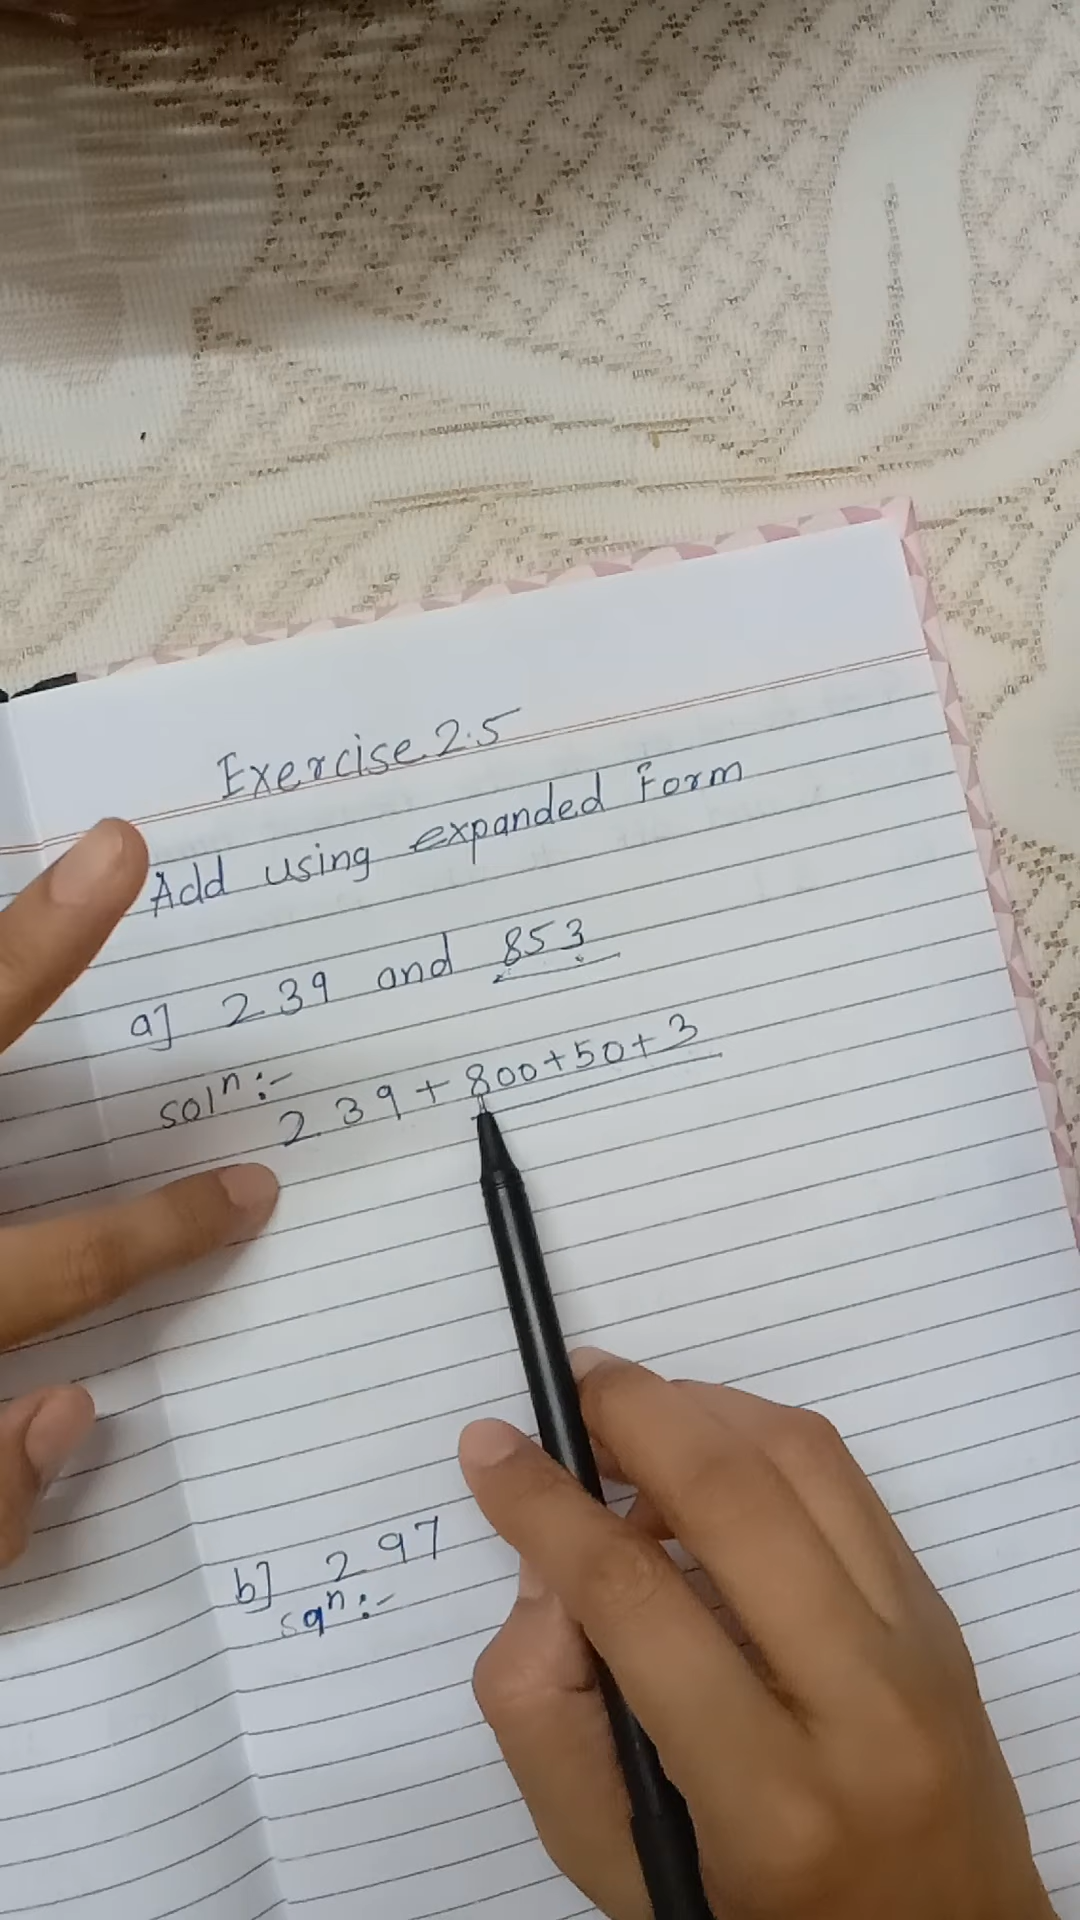 Exercise 2.5
Add using expanded form
a] 239 and 853
solⁿ:-
239 + 800+50+3
b] 297
solⁿ:-